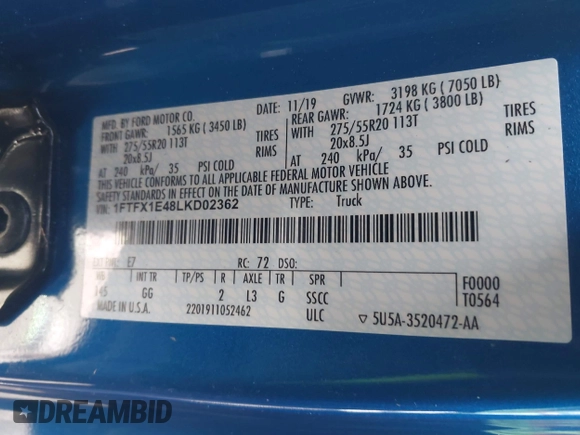 MFD. BY FORD MOTOR CO.
DATE: 11/19 GVWR: 3198 KG ( 7050 LB)
FRONT GAWR: 1565 KG ( 3450 LB)
REAR GAWR: 1724 KG ( 3800 LB)
WITH 275/55R20 113T TIRES
WITH 275/55R20 113T TIRES
20x8.5J RIMS
20x8.5J RIMS
AT 240 kPa/ 35 PSI COLD
AT 240 kPa/ 35 PSI COLD
THIS VEHICLE CONFORMS TO ALL APPLICABLE FEDERAL MOTOR VEHICLE
SAFETY STANDARDS IN EFFECT ON THE DATE OF MANUFACTURE SHOWN ABOVE.
VIN: 1FTFX1E48LKD02362 TYPE: Truck
E7 RC: 72 DSO:
WB INT TR TP/PS R AXLE TR SPR F0000
145 GG 2 L3 G SSCC T0564
MADE IN U.S.A. 2201911052462 ULC ▽ 5U5A-3520472-AA
DREAMBID